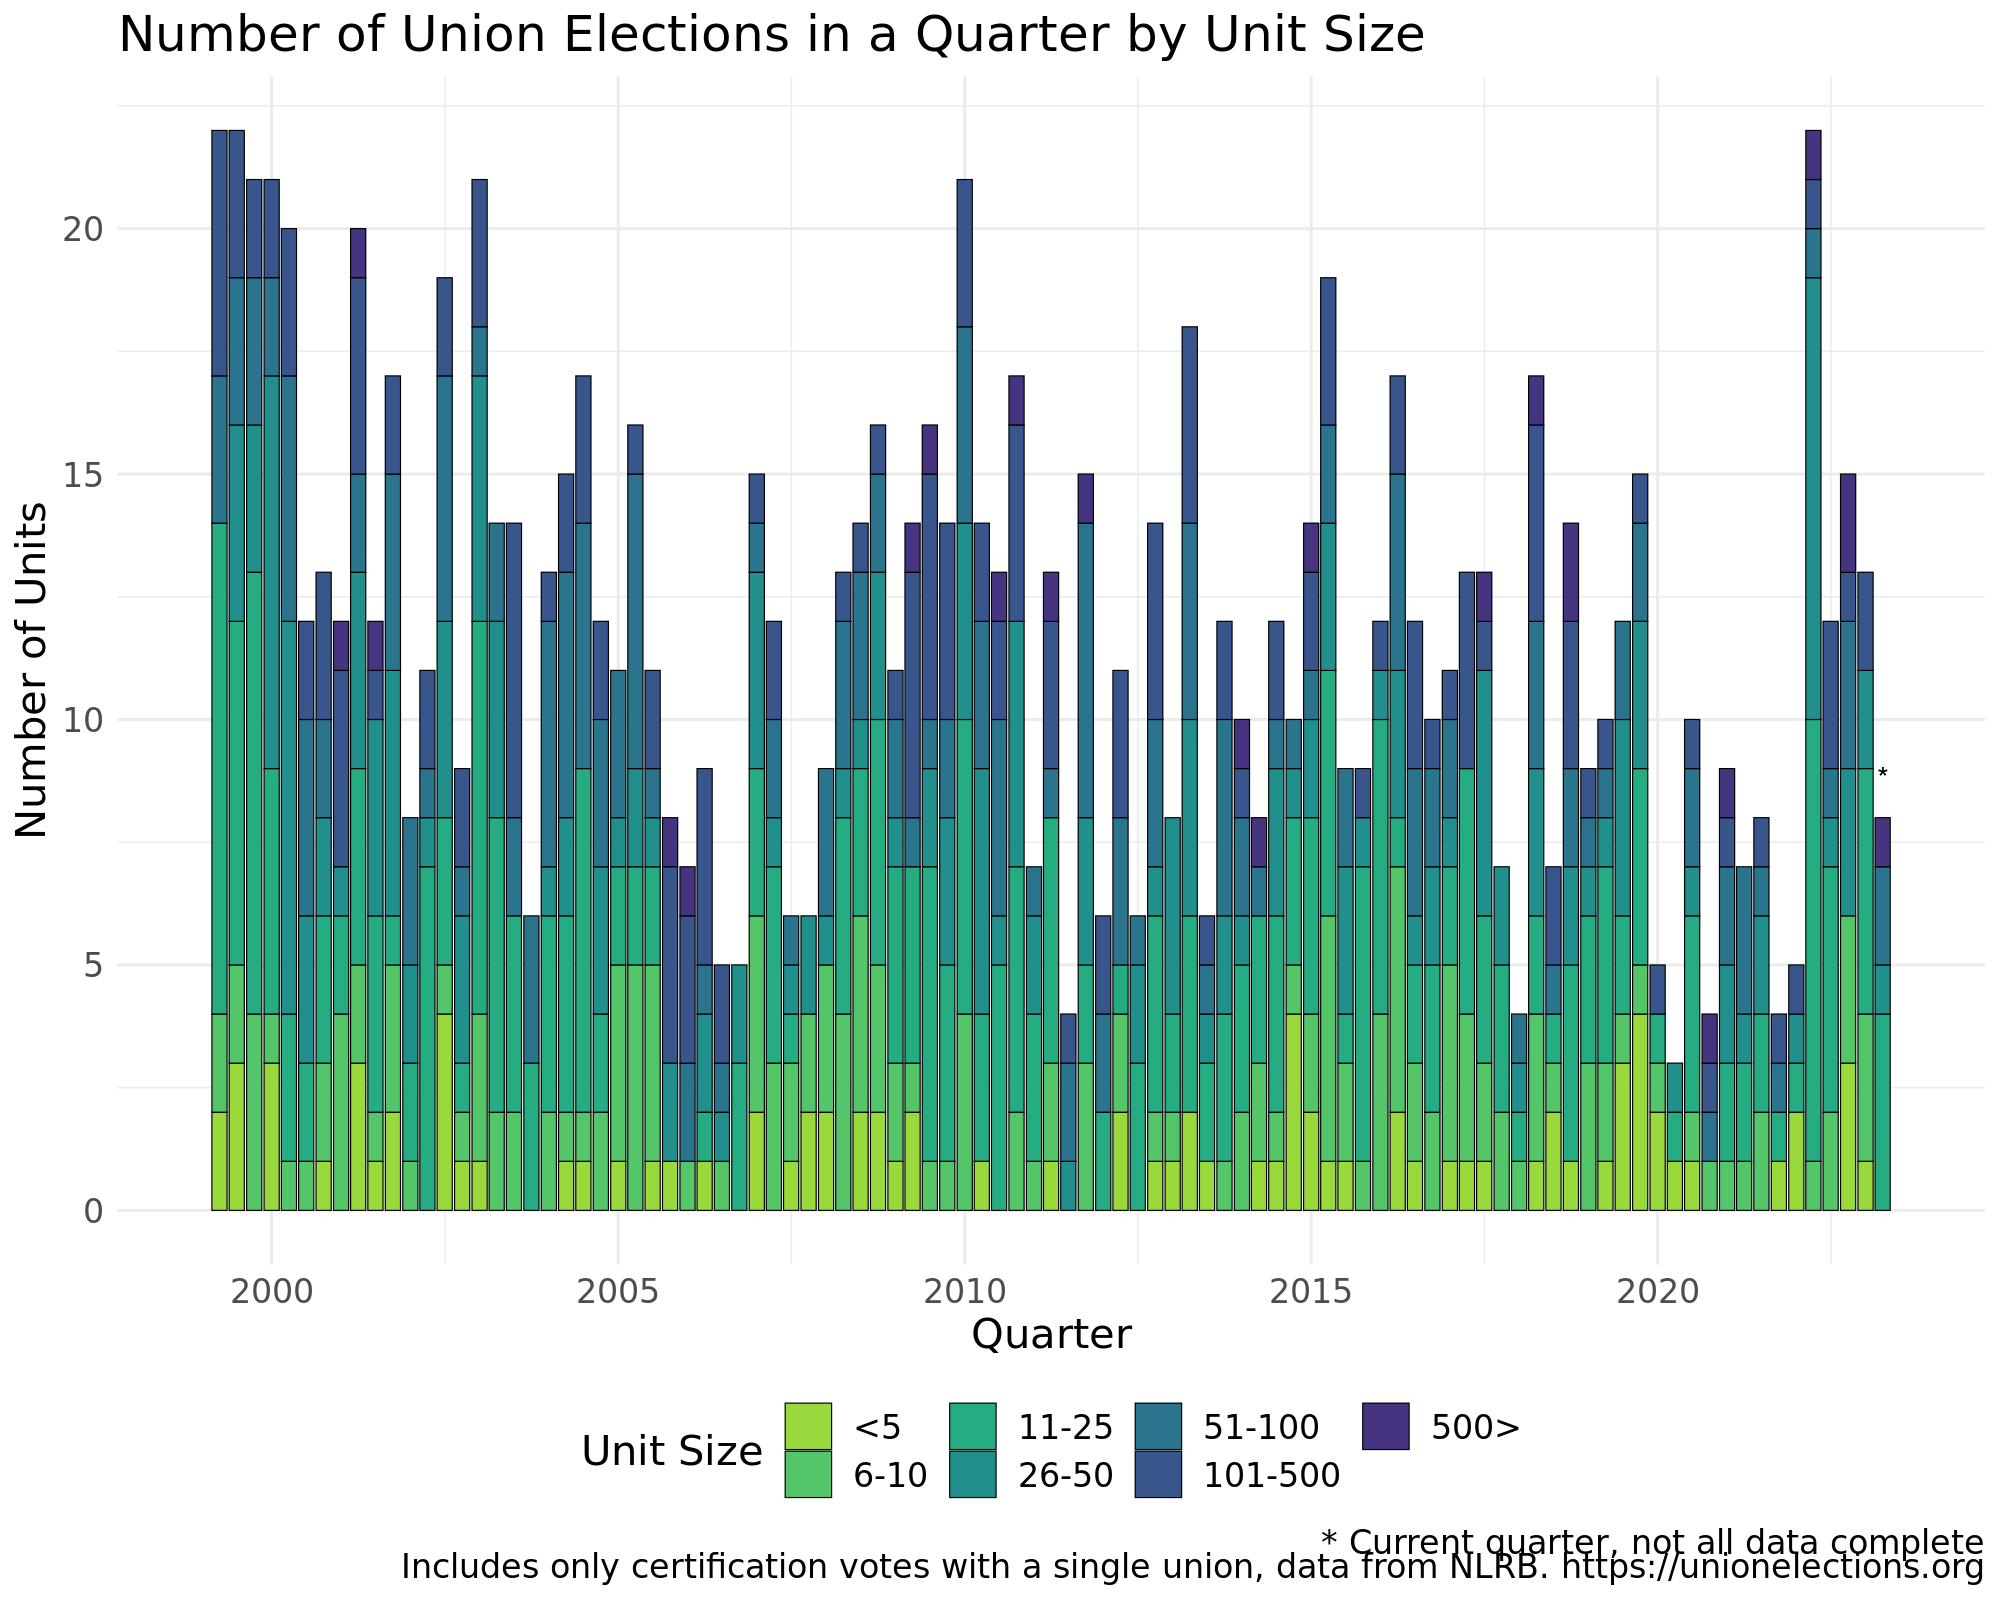 Number of Union Elections in a Quarter by Unit Size
Number of Units
20
15
10
5
0
*
2000 2005 2010 2015 2020
Quarter
Unit Size
<5 11-25 51-100 500>
6-10 26-50 101-500
* Current quarter, not all data complete
Includes only certification votes with a single union, data from NLRB. https://unionelections.org